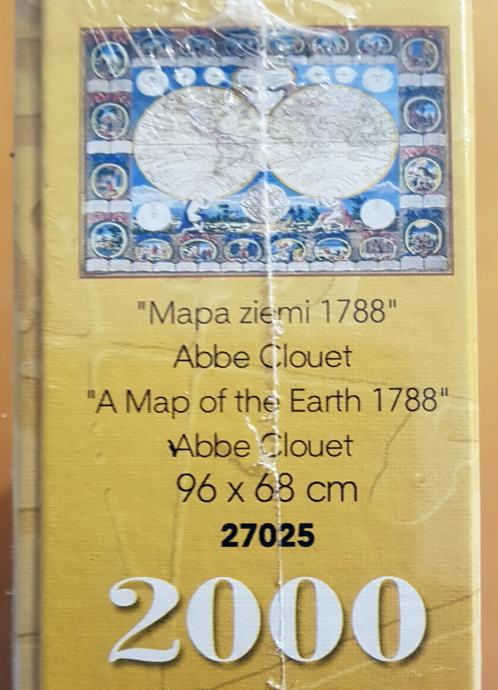 "Mapa ziemi 1788"
Abbe Clouet
"A Map of the Earth 1788"
Abbe Clouet
96 x 68 cm
27025
2000